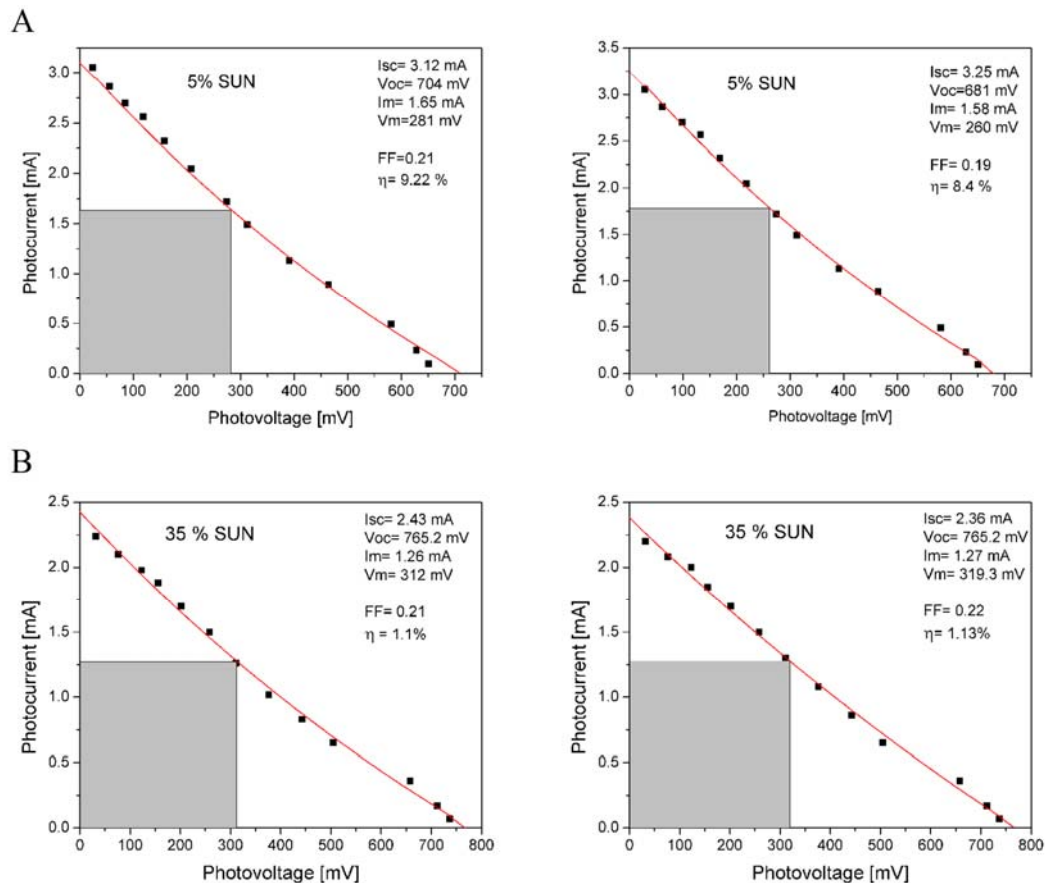 A
5% SUN
Isc= 3.12 mA
Voc= 704 mV
Im= 1.65 mA
Vm= 281 mV
FF=0.21
η= 9.22 %
Photocurrent [mA]
3.0
2.5
2.0
1.5
1.0
0.5
0.0
0 100 200 300 400 500 600 700
Photovoltage [mV]
5% SUN
Isc= 3.25 mA
Voc=681 mV
Im= 1.58 mA
Vm= 260 mV
FF= 0.19
η= 8.4 %
Photocurrent [mA]
3.5
3.0
2.5
2.0
1.5
1.0
0.5
0.0
0 100 200 300 400 500 600 700
Photovoltage [mV]
B
35 % SUN
Isc= 2.43 mA
Voc= 765.2 mV
Im= 1.26 mA
Vm= 312 mV
FF= 0.21
η = 1.1%
Photocurrent [mA]
2.5
2.0
1.5
1.0
0.5
0.0
0 100 200 300 400 500 600 700 800
Photovoltage [mV]
35 % SUN
Isc= 2.36 mA
Voc= 765.2 mV
Im= 1.27 mA
Vm= 319.3 mV
FF= 0.22
η= 1.13%
Photocurrent [mA]
2.5
2.0
1.5
1.0
0.5
0.0
0 100 200 300 400 500 600 700 800
Photovoltage [mV]